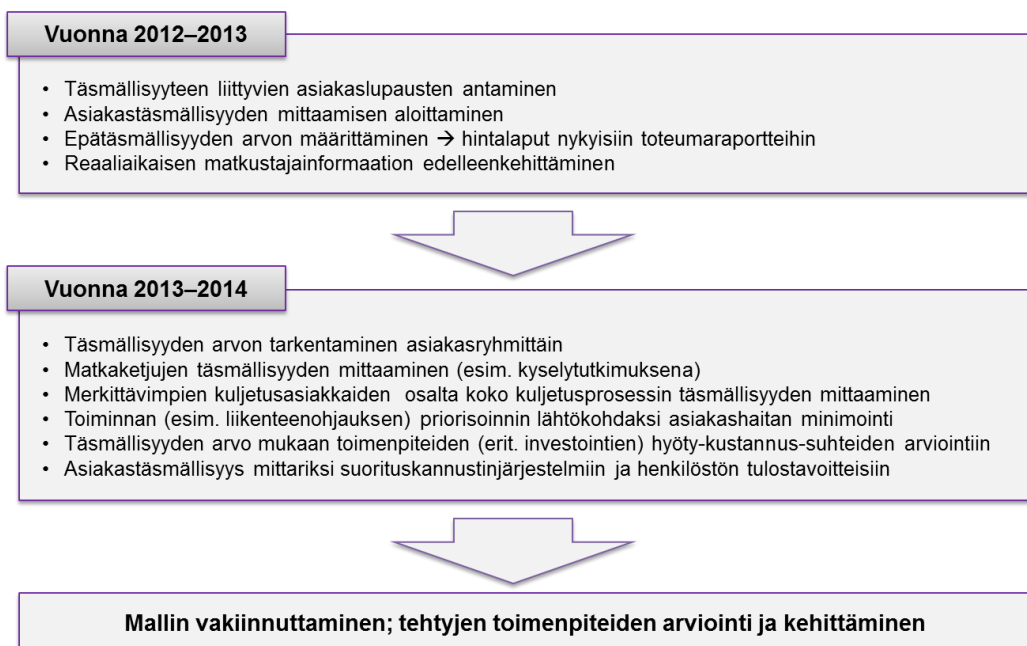 Vuonna 2012–2013
• Täsmällisyyteen liittyvien asiakaslupausten antaminen
• Asiakastäsmällisyyden mittaamisen aloittaminen
• Epätäsmällisyyden arvon määrittäminen → hintalaput nykyisiin toteumaraportteihin
• Reaaliaikaisen matkustajainformaation edelleenkehittäminen
Vuonna 2013–2014
• Täsmällisyyden arvon tarkentaminen asiakasryhmittäin
• Matkaketjujen täsmällisyyden mittaaminen (esim. kyselytutkimuksena)
• Merkittävimpien kuljetusasiakkaiden osalta koko kuljetusprosessin täsmällisyyden mittaaminen
• Toiminnan (esim. liikenteenohjauksen) priorisoinnin lähtökohdaksi asiakashaitan minimointi
• Täsmällisyyden arvo mukaan toimenpiteiden (erit. investointien) hyöty-kustannus-suhteiden arviointiin
• Asiakastäsmällisyys mittariksi suorituskannustinjärjestelmiin ja henkilöstön tulostavoitteisiin
Mallin vakiinnuttaminen; tehtyjen toimenpiteiden arviointi ja kehittäminen